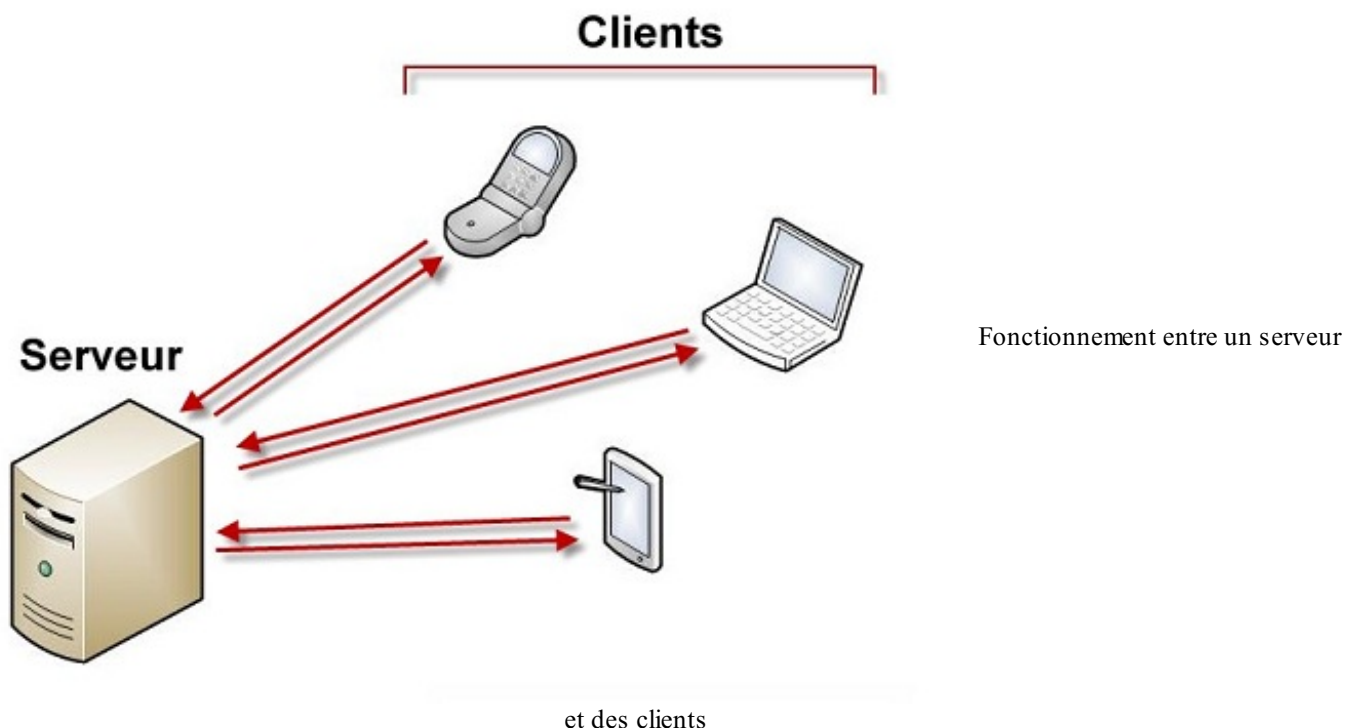 Clients
Serveur
Fonctionnement entre un serveur
et des clients